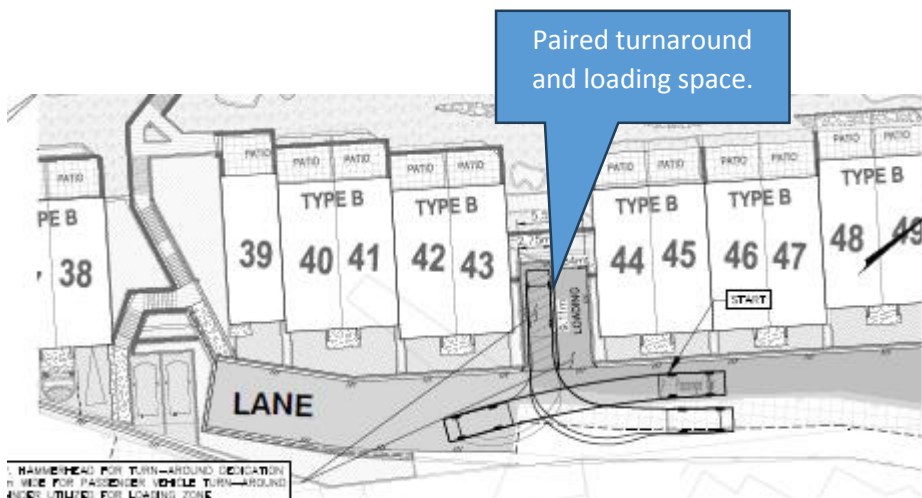 Paired turnaround
and loading space.
PATIO
PATIO
PATIO
PATIO
PATIO
PATIO
PATIO
PATIO
PATIO
PATIO
PATIO
TYPE B
TYPE B
TYPE B
TYPE B
TYPE B
PE B
38
39
40 41
42 43
44 45
46 47
48 49
LOADING
START
LANE
HAMMERHEAD FOR TURN-AROUND DEDICATION
WIDE FOR PASSENGER VEHICLE TURN-AROUND
UTILIZED FOR LOADING ZONE